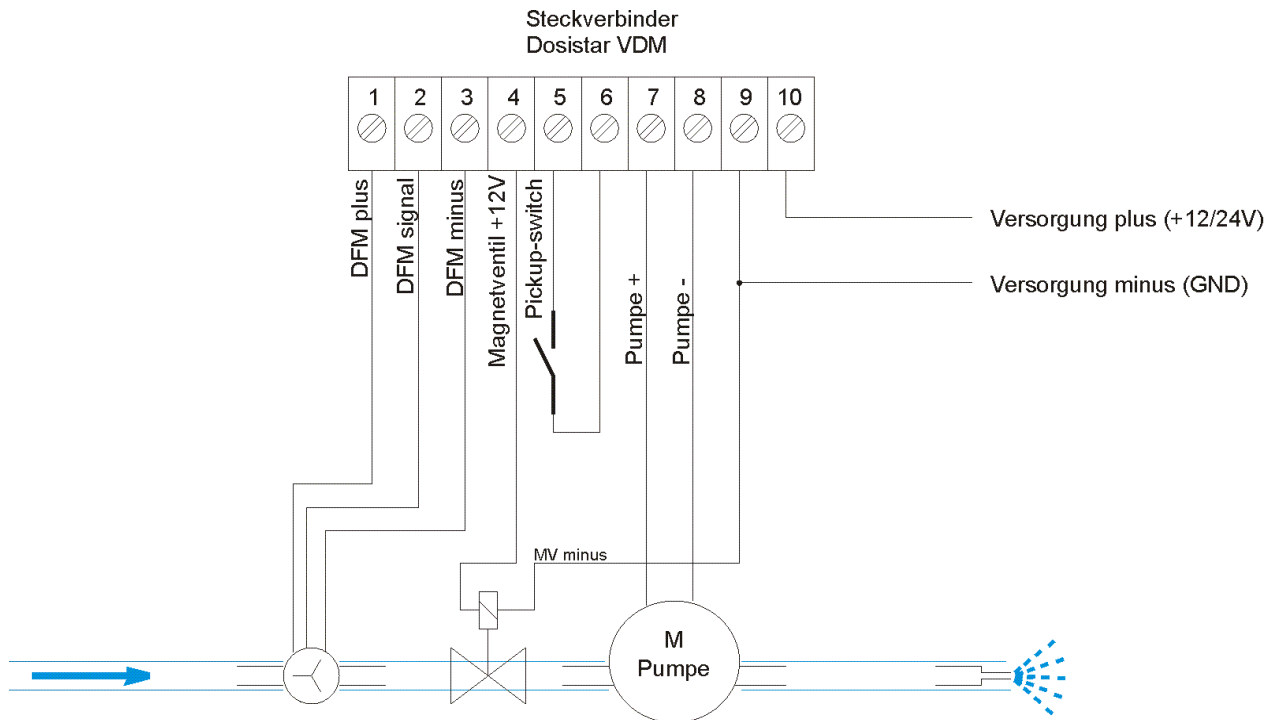 Steckverbinder
Dosistar VDM
1 2 3 4 5 6 7 8 9 10
DFM plus
DFM signal
DFM minus
Magnetventil +12V
Pickup-switch
Pumpe +
Pumpe -
Versorgung plus (+12/24V)
Versorgung minus (GND)
MV minus
M
Pumpe